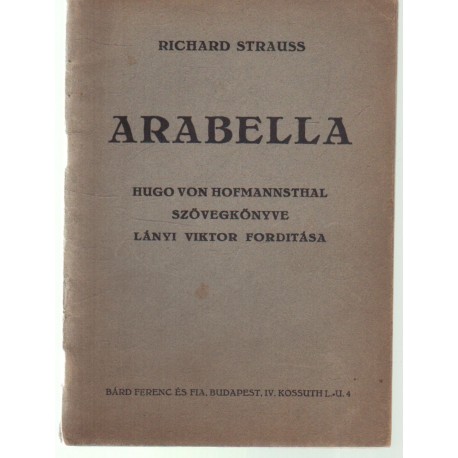 RICHARD STRAUSS
ARABELLA
HUGO VON HOFMANNSTHAL
SZÖVEGKÖNYVE
LÁNYI VIKTOR FORDITÁSA
BÁRD FERENC ÉS FIA, BUDAPEST, IV. KOSSUTH L.-U. 4